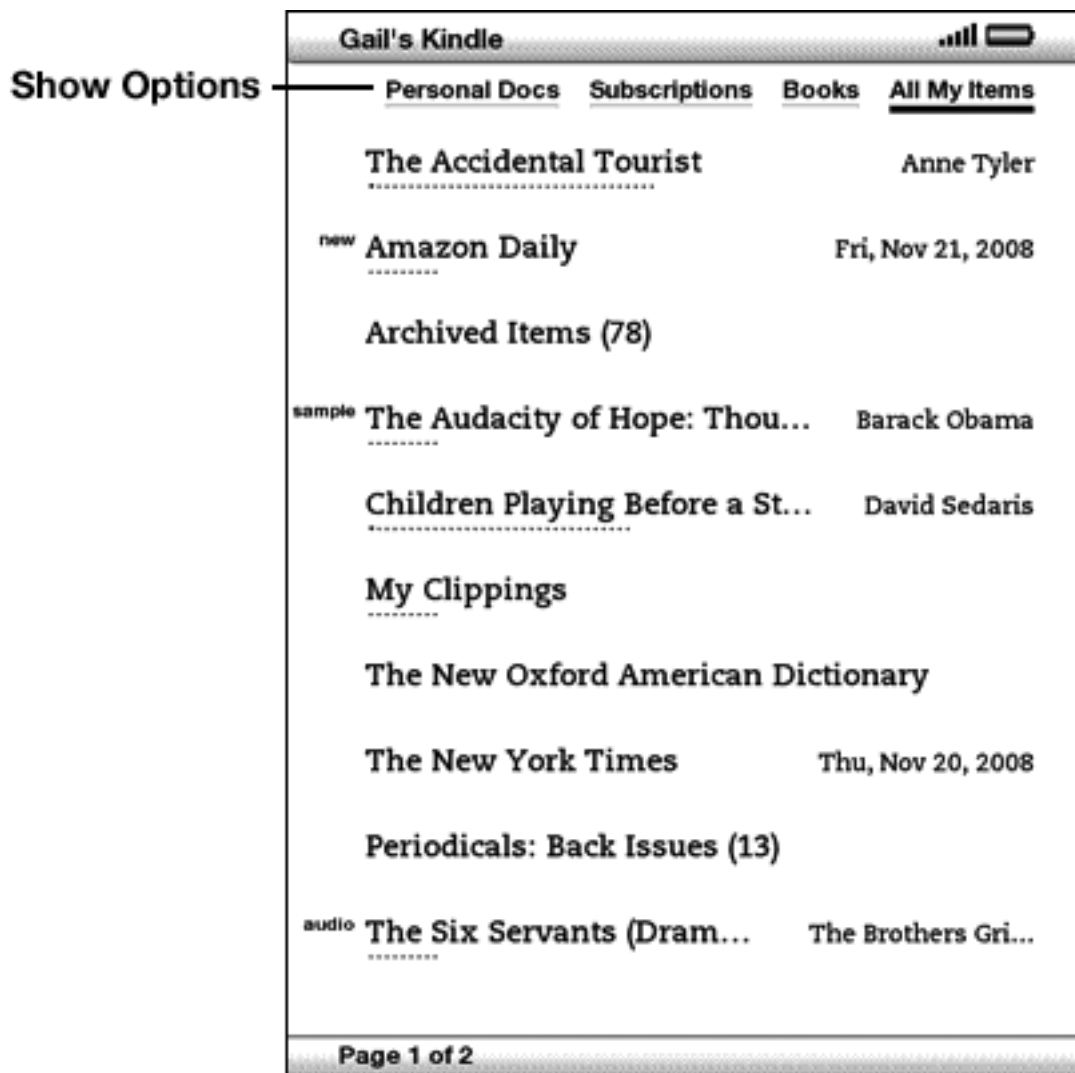 Gail's Kindle
Show Options
Personal Docs Subscriptions Books All My Items
The Accidental Tourist Anne Tyler
new Amazon Daily Fri, Nov 21, 2008
Archived Items (78)
sample The Audacity of Hope: Thou... Barack Obama
Children Playing Before a St... David Sedaris
My Clippings
The New Oxford American Dictionary
The New York Times Thu, Nov 20, 2008
Periodicals: Back Issues (13)
audio The Six Servants (Dram... The Brothers Gri...
Page 1 of 2